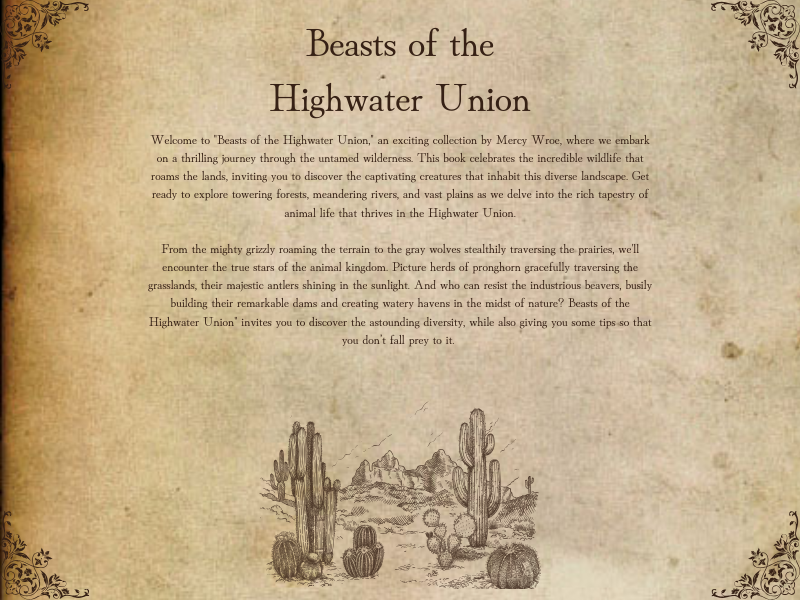 Beasts of the
Highwater Union
Welcome to "Beasts of the Highwater Union," an exciting collection by Mercy Wroe, where we embark
on a thrilling journey through the untamed wilderness. This book celebrates the incredible wildlife that
roams the lands, inviting you to discover the captivating creatures that inhabit this diverse landscape. Get
ready to explore towering forests, meandering rivers, and vast plains as we delve into the rich tapestry of
animal life that thrives in the Highwater Union.
From the mighty grizzly roaming the terrain to the gray wolves stealthily traversing the prairies, we'll
encounter the true stars of the animal kingdom. Picture herds of pronghorn gracefully traversing the
grasslands, their majestic antlers shining in the sunlight. And who can resist the industrious beavers, busily
building their remarkable dams and creating watery havens in the midst of nature? Beasts of the
Highwater Union" invites you to discover the astounding diversity, while also giving you some tips so that
you don't fall prey to it.